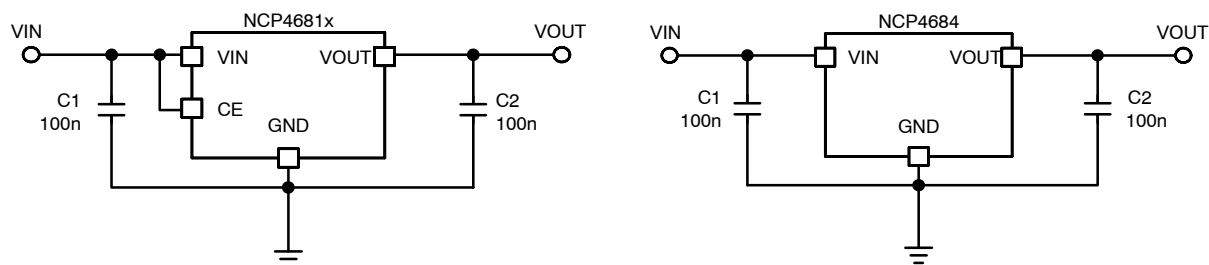 NCP4681x
VIN
VOUT
VIN
VOUT
C1
100n
CE
C2
100n
GND
NCP4684
VIN
VOUT
VIN
VOUT
C1
100n
C2
100n
GND